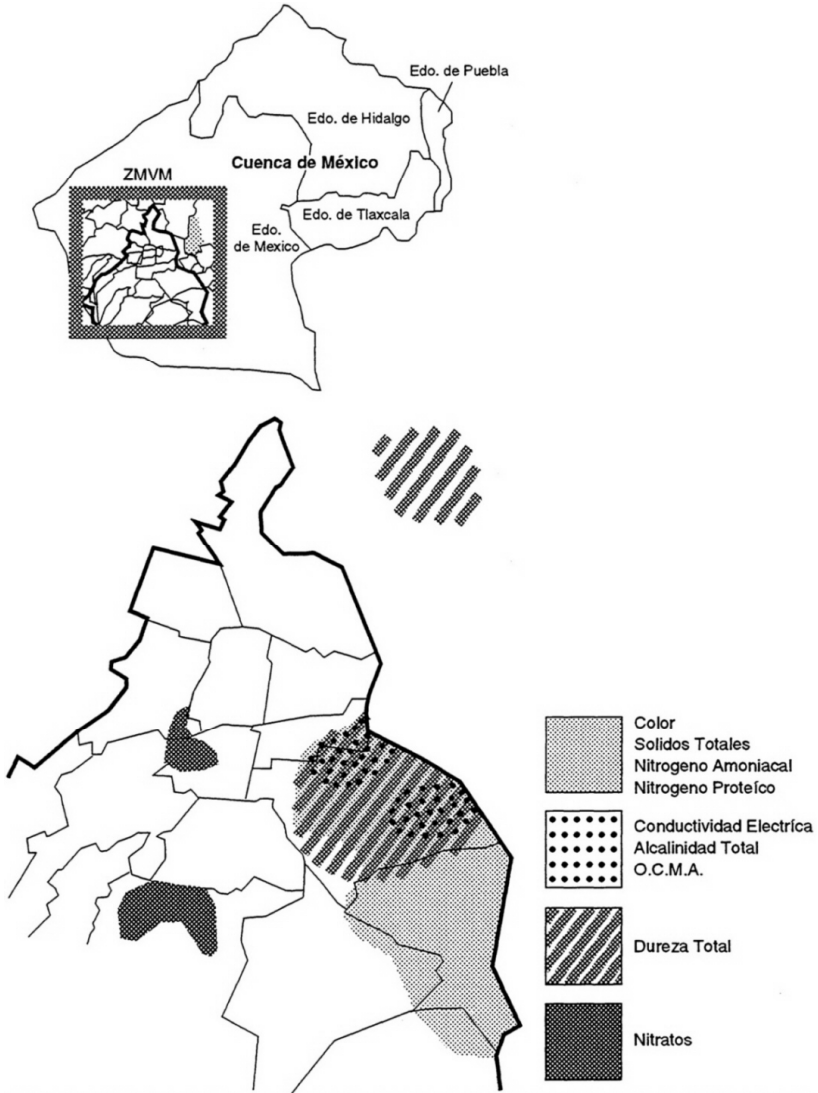 Edo. de Puebla
Edo. de Hidalgo
Cuenca de México
ZMVM
Edo. de Tlaxcala
Edo.
de Mexico
Color
Solidos Totales
Nitrogeno Amoniacal
Nitrogeno Proteíco
Conductividad Electríca
Alcalinidad Total
O.C.M.A.
Dureza Total
Nitratos